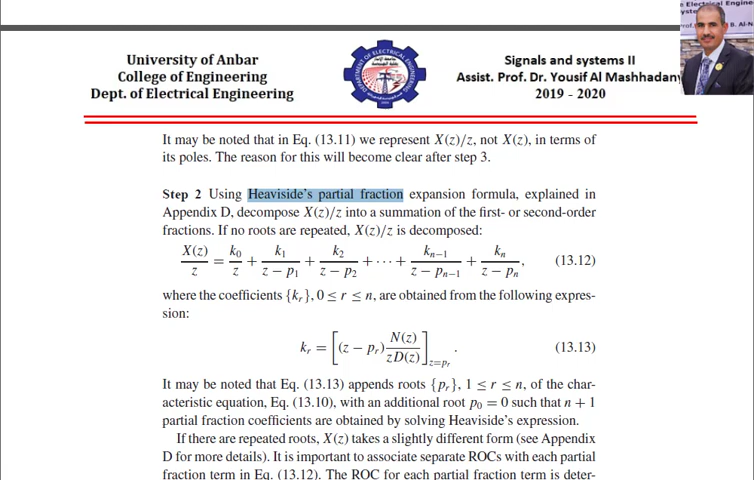 University of Anbar
College of Engineering
Dept. of Electrical Engineering
Signals and systems II
Assist. Prof. Dr. Yousif Al Mashhadan
2019 - 2020
It may be noted that in Eq. (13.11) we represent X(z)/z, not X(z), in terms of
its poles. The reason for this will become clear after step 3.
Step 2 Using Heaviside's partial fraction expansion formula, explained in
Appendix D, decompose X(z)/z into a summation of the first- or second-order
fractions. If no roots are repeated, X(z)/z is decomposed:
X(z)/z = k₀/z + k₁/(z − p₁) + k₂/(z − p₂) + ··· + kₙ₋₁/(z − pₙ₋₁) + kₙ/(z − pₙ), (13.12)
where the coefficients {kᵣ}, 0 ≤ r ≤ n, are obtained from the following expres-
sion:
kᵣ = [(z − pᵣ) N(z)/(zD(z))]z=pᵣ . (13.13)
It may be noted that Eq. (13.13) appends roots {pᵣ}, 1 ≤ r ≤ n, of the char-
acteristic equation, Eq. (13.10), with an additional root p₀ = 0 such that n + 1
partial fraction coefficients are obtained by solving Heaviside's expression.
If there are repeated roots, X(z) takes a slightly different form (see Appendix
D for more details). It is important to associate separate ROCs with each partial
fraction term in Eq. (13.12). The ROC for each partial fraction term is deter-